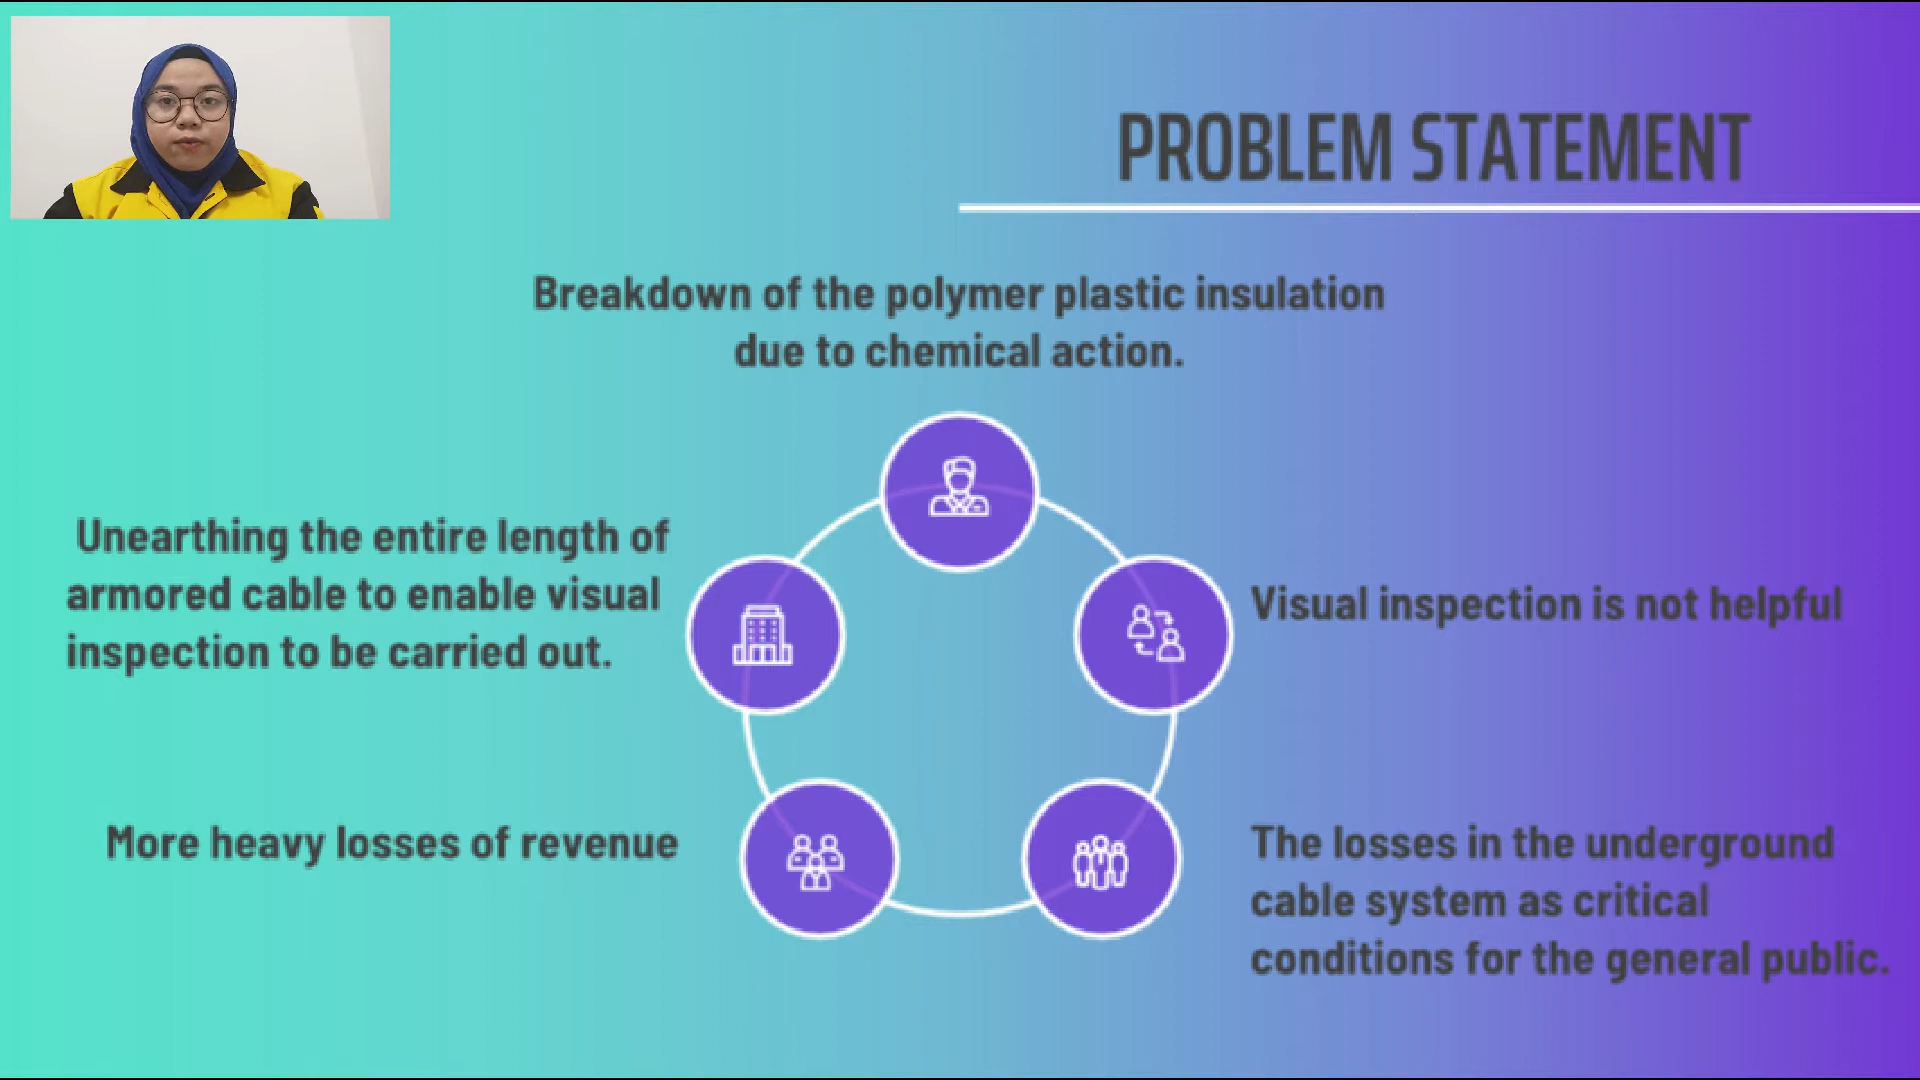 PROBLEM STATEMENT
Breakdown of the polymer plastic insulation
due to chemical action.
Unearthing the entire length of
armored cable to enable visual
inspection to be carried out.
Visual inspection is not helpful
More heavy losses of revenue
The losses in the underground
cable system as critical
conditions for the general public.